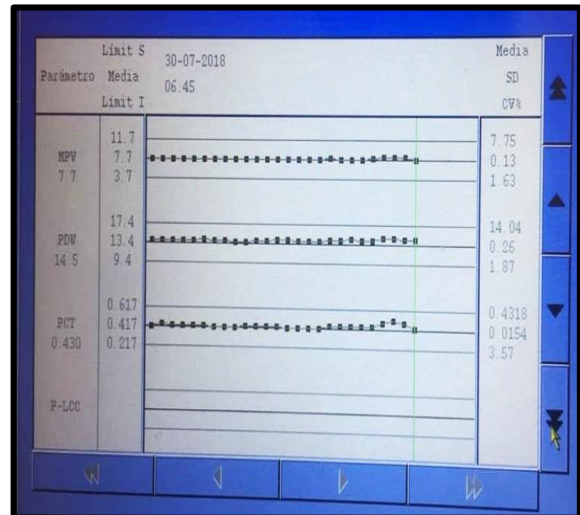 Parámetro
Límit S
Media
Límit I
30-07-2018
06:45
Media
SD
CV%
MPV
7.7
11.7
7.7
3.7
7.75
0.13
1.63
PDW
14.5
17.4
13.4
9.4
14.04
0.26
1.87
PCT
0.430
0.617
0.417
0.217
0.4318
0.0154
3.57
P-LCC